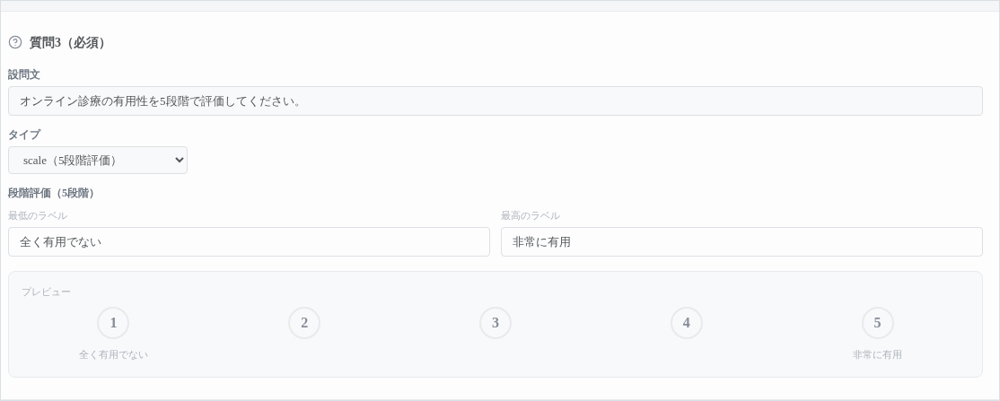 質問3（必須）
設問文
オンライン診療の有用性を5段階で評価してください。
タイプ
scale（5段階評価）
段階評価（5段階）
最低のラベル 最高のラベル
全く有用でない 非常に有用
プレビュー
1 2 3 4 5
全く有用でない 非常に有用